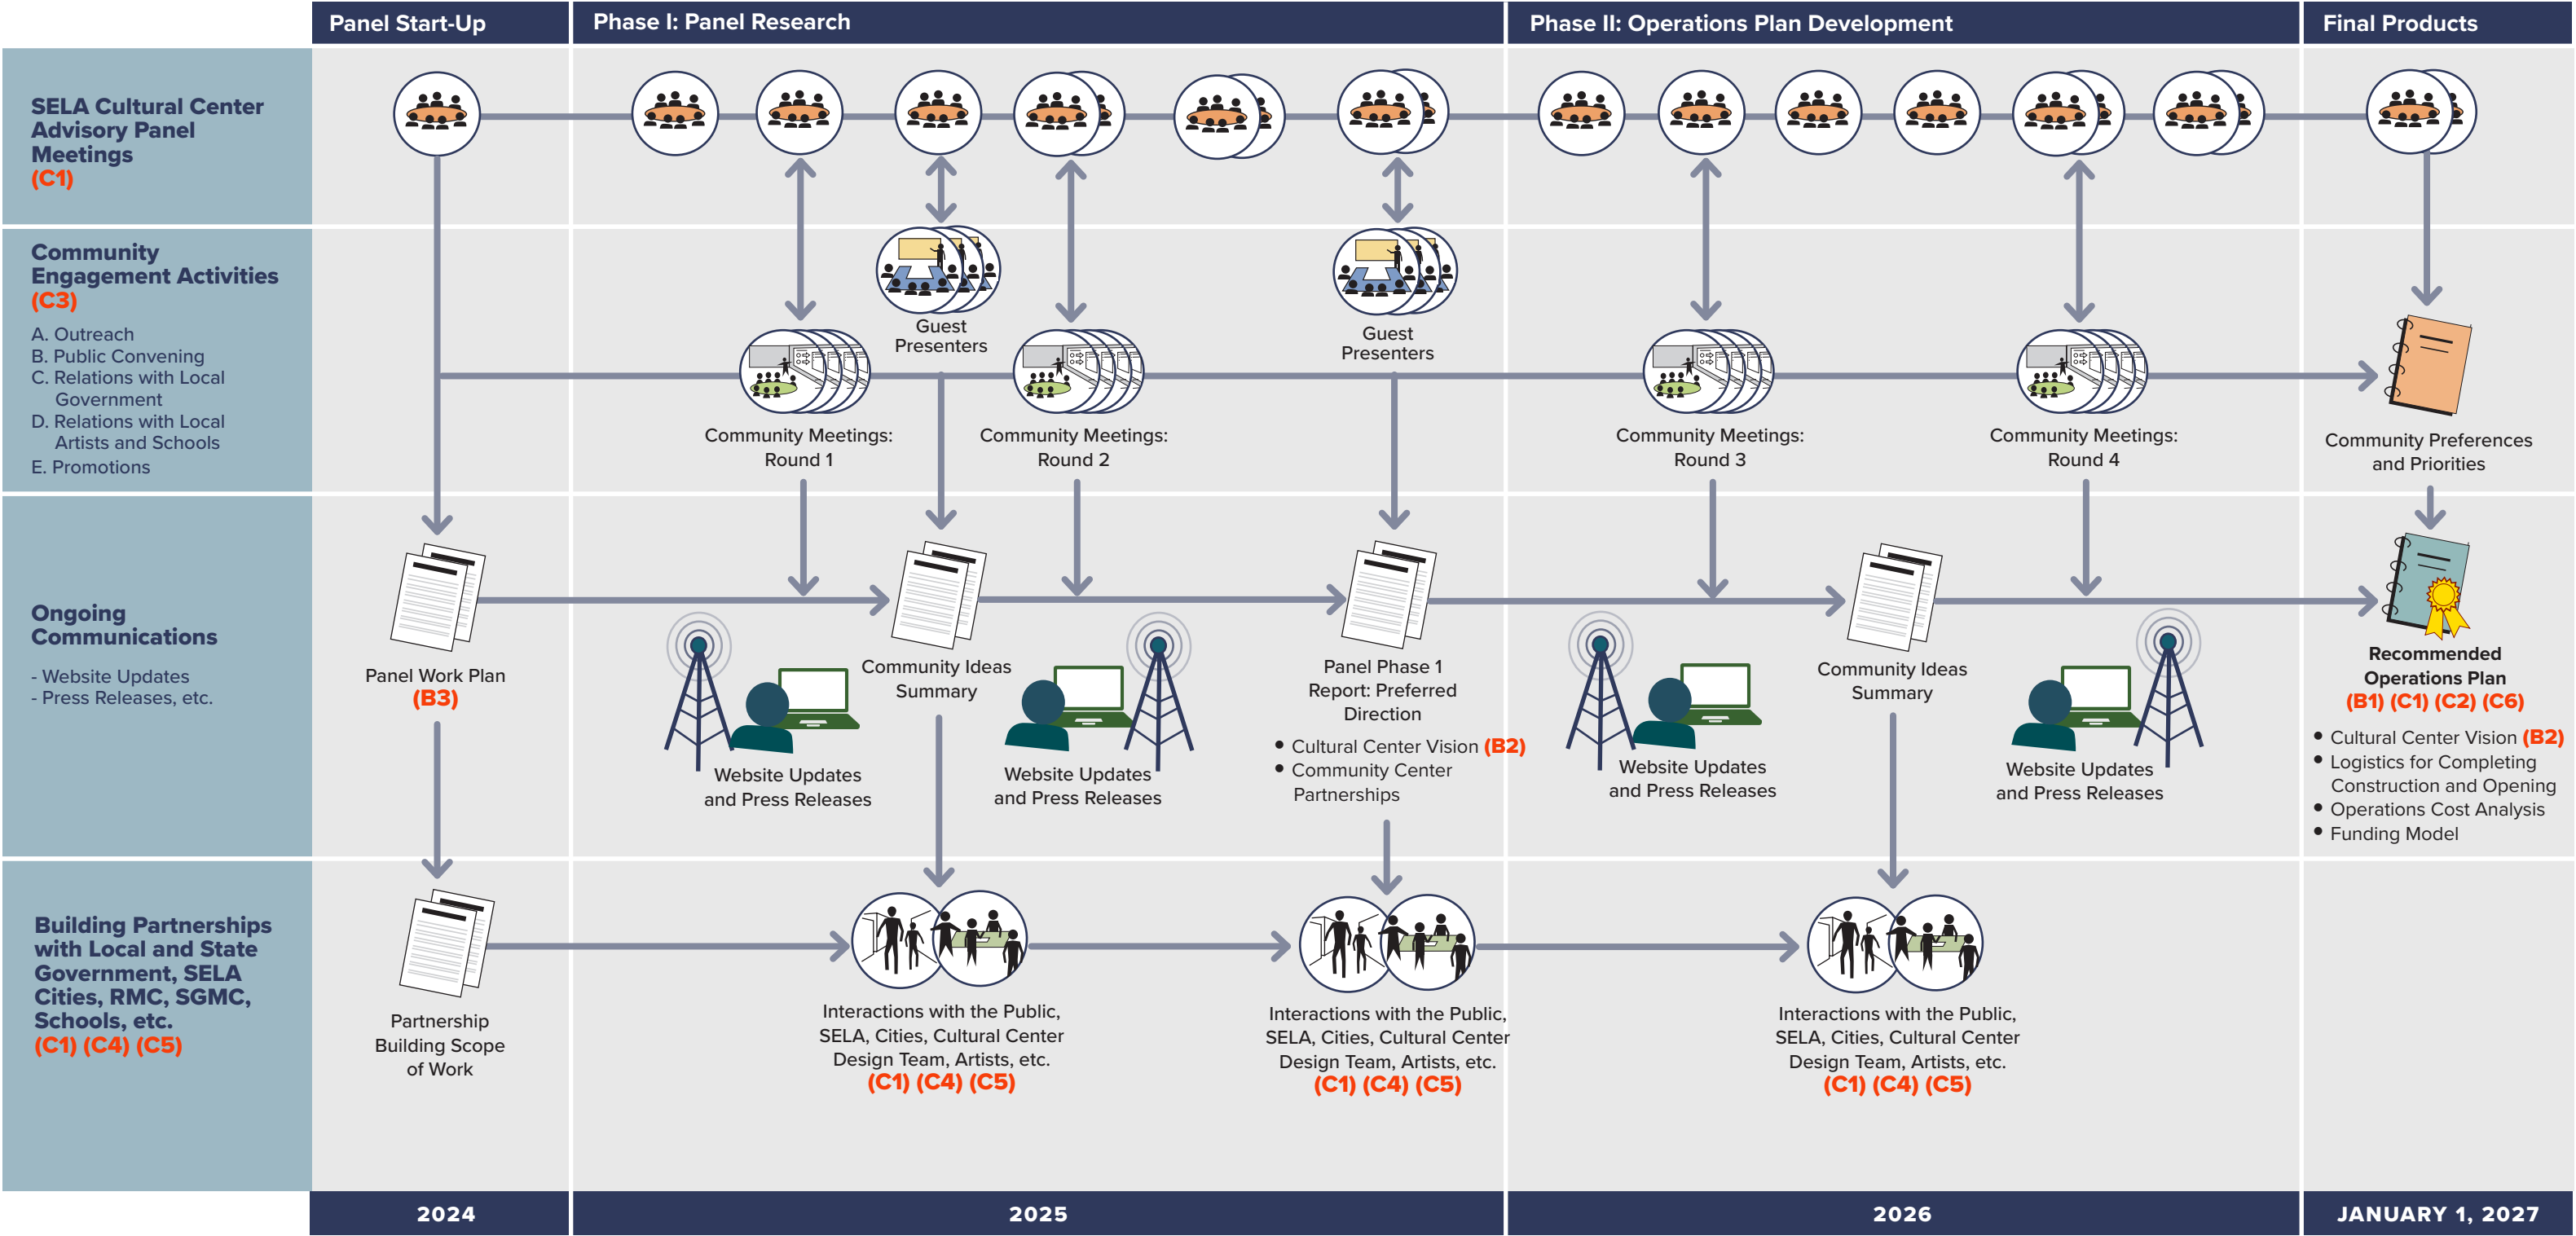 Panel Start-Up
Phase I: Panel Research
Phase II: Operations Plan Development
Final Products
SELA Cultural Center
Advisory Panel
Meetings
(C1)
Community
Engagement Activities
(C3)
A. Outreach
B. Public Convening
C. Relations with Local
Government
D. Relations with Local
Artists and Schools
E. Promotions
Guest
Presenters
Guest
Presenters
Community Meetings:
Round 1
Community Meetings:
Round 2
Community Meetings:
Round 3
Community Meetings:
Round 4
Community Preferences
and Priorities
Ongoing
Communications
- Website Updates
- Press Releases, etc.
Panel Work Plan
(B3)
Website Updates
and Press Releases
Community Ideas
Summary
Website Updates
and Press Releases
Panel Phase 1
Report: Preferred
Direction
• Cultural Center Vision (B2)
• Community Center
Partnerships
Website Updates
and Press Releases
Community Ideas
Summary
Website Updates
and Press Releases
Recommended
Operations Plan
(B1) (C1) (C2) (C6)
• Cultural Center Vision (B2)
• Logistics for Completing
Construction and Opening
• Operations Cost Analysis
• Funding Model
Building Partnerships
with Local and State
Government, SELA
Cities, RMC, SGMC,
Schools, etc.
(C1) (C4) (C5)
Partnership
Building Scope
of Work
Interactions with the Public,
SELA, Cities, Cultural Center
Design Team, Artists, etc.
(C1) (C4) (C5)
Interactions with the Public,
SELA, Cities, Cultural Center
Design Team, Artists, etc.
(C1) (C4) (C5)
Interactions with the Public,
SELA, Cities, Cultural Center
Design Team, Artists, etc.
(C1) (C4) (C5)
2024
2025
2026
JANUARY 1, 2027